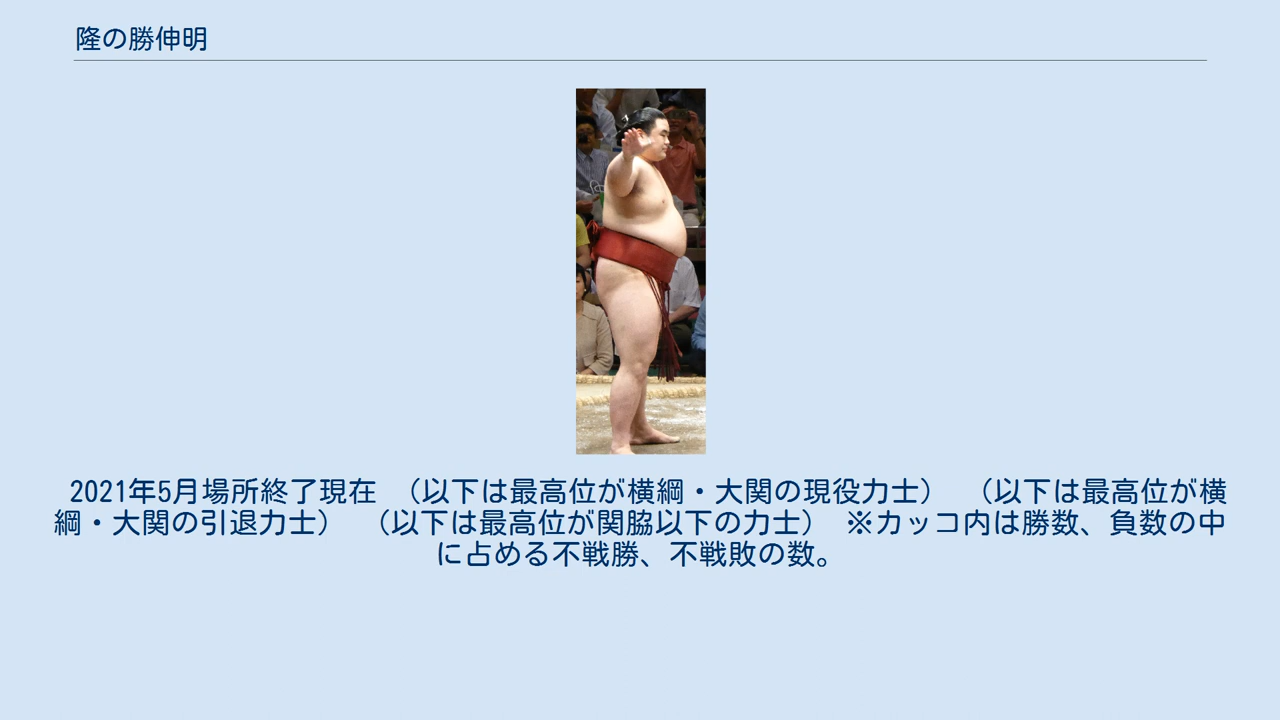 隆の勝伸明
2021年5月場所終了現在　（以下は最高位が横綱・大関の現役力士）　（以下は最高位が横
綱・大関の引退力士）　（以下は最高位が関脇以下の力士）　※カッコ内は勝数、負数の中
に占める不戦勝、不戦敗の数。